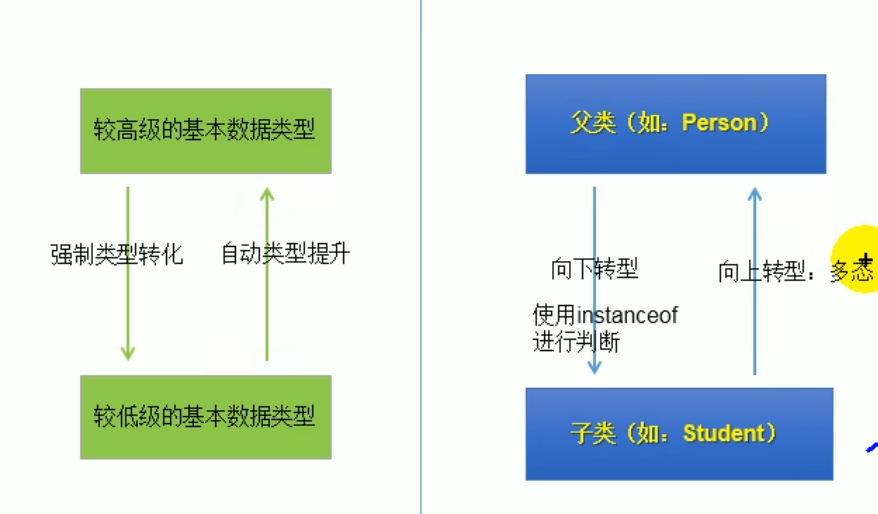 较高级的基本数据类型
强制类型转化
自动类型提升
较低级的基本数据类型
父类（如：Person）
向下转型
使用instanceof
进行判断
向上转型：多态
子类（如：Student）